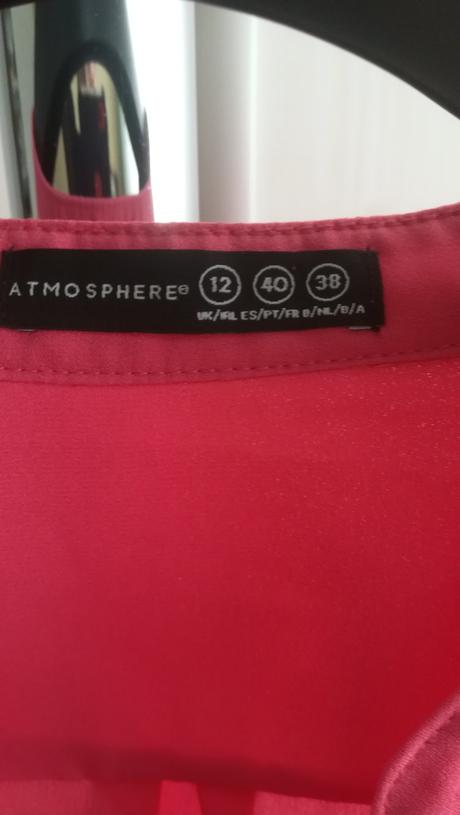 ATMOSPHERE® 12 40 38
UK/IRL ES/PT/FR D/NL/B/A